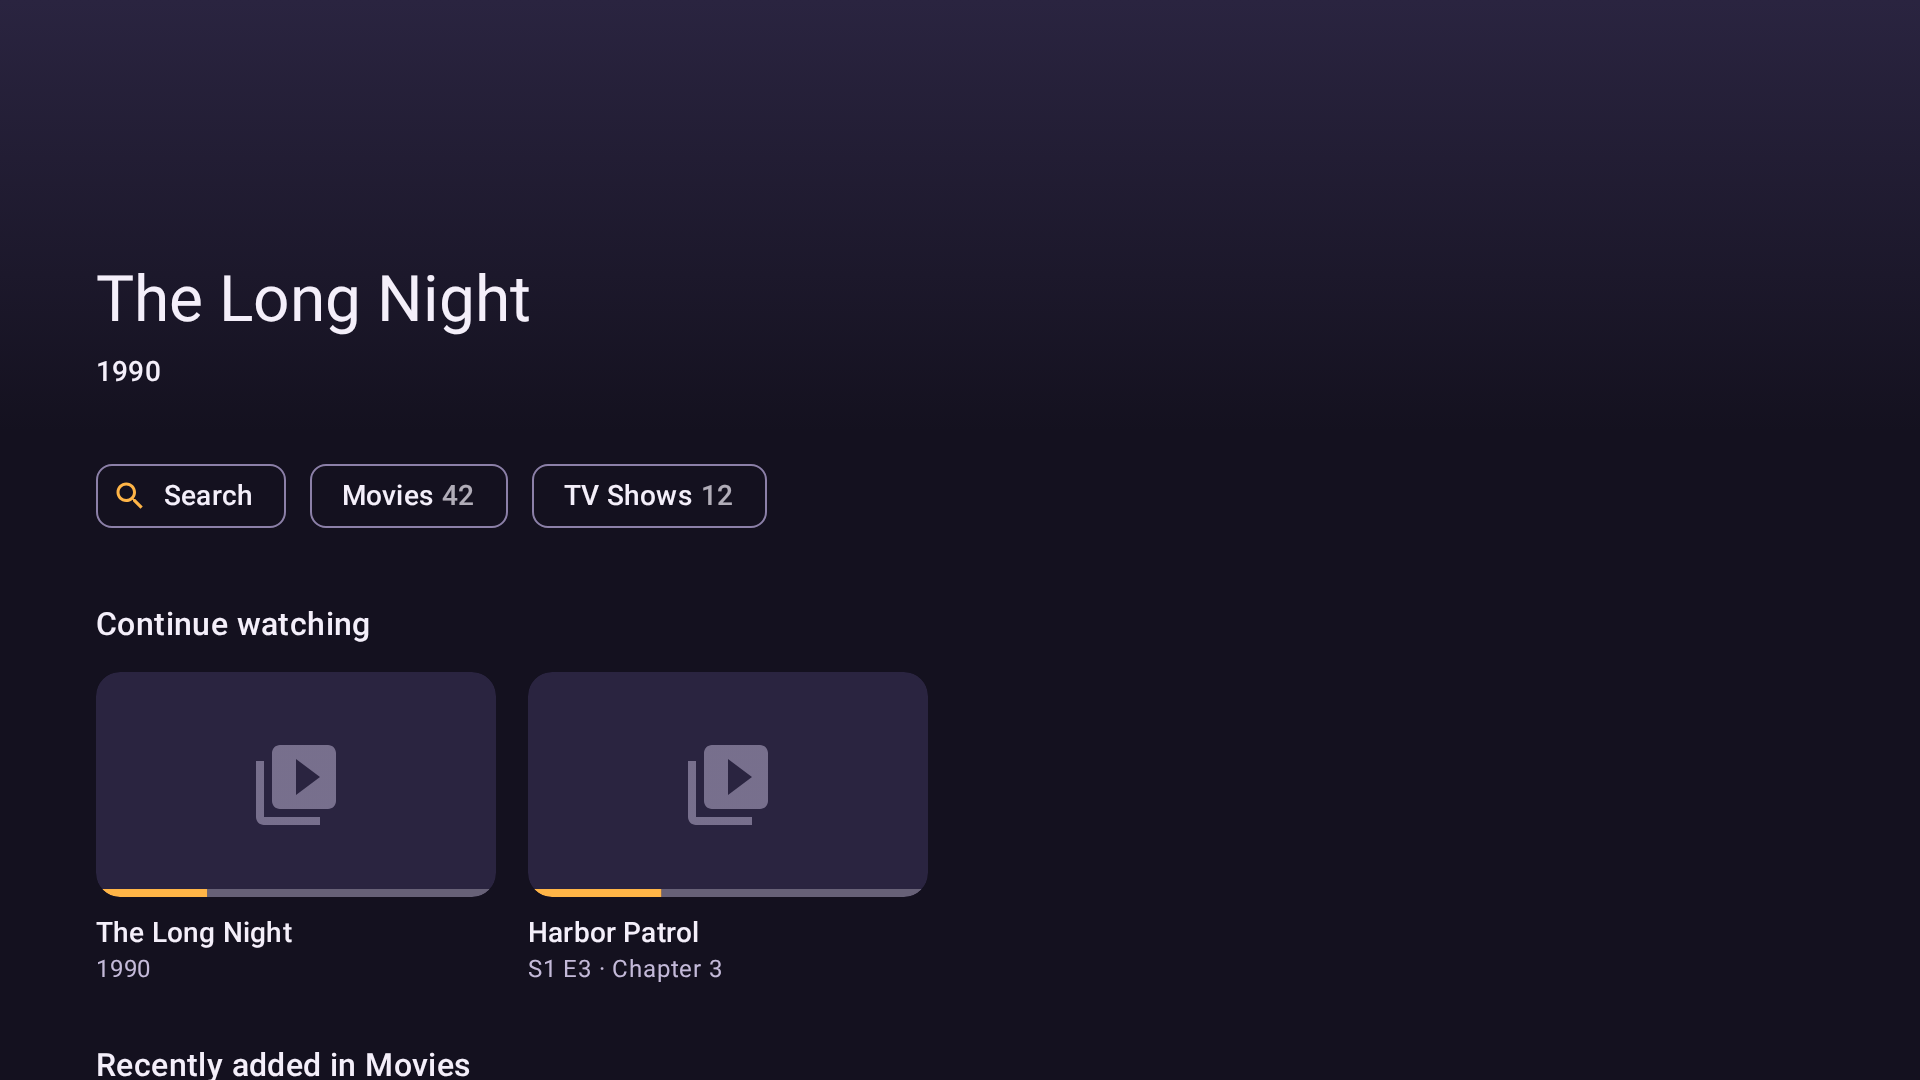 The Long Night
1990
Search
Movies 42
TV Shows 12
Continue watching
The Long Night
1990
Harbor Patrol
S1 E3 · Chapter 3
Recently added in Movies